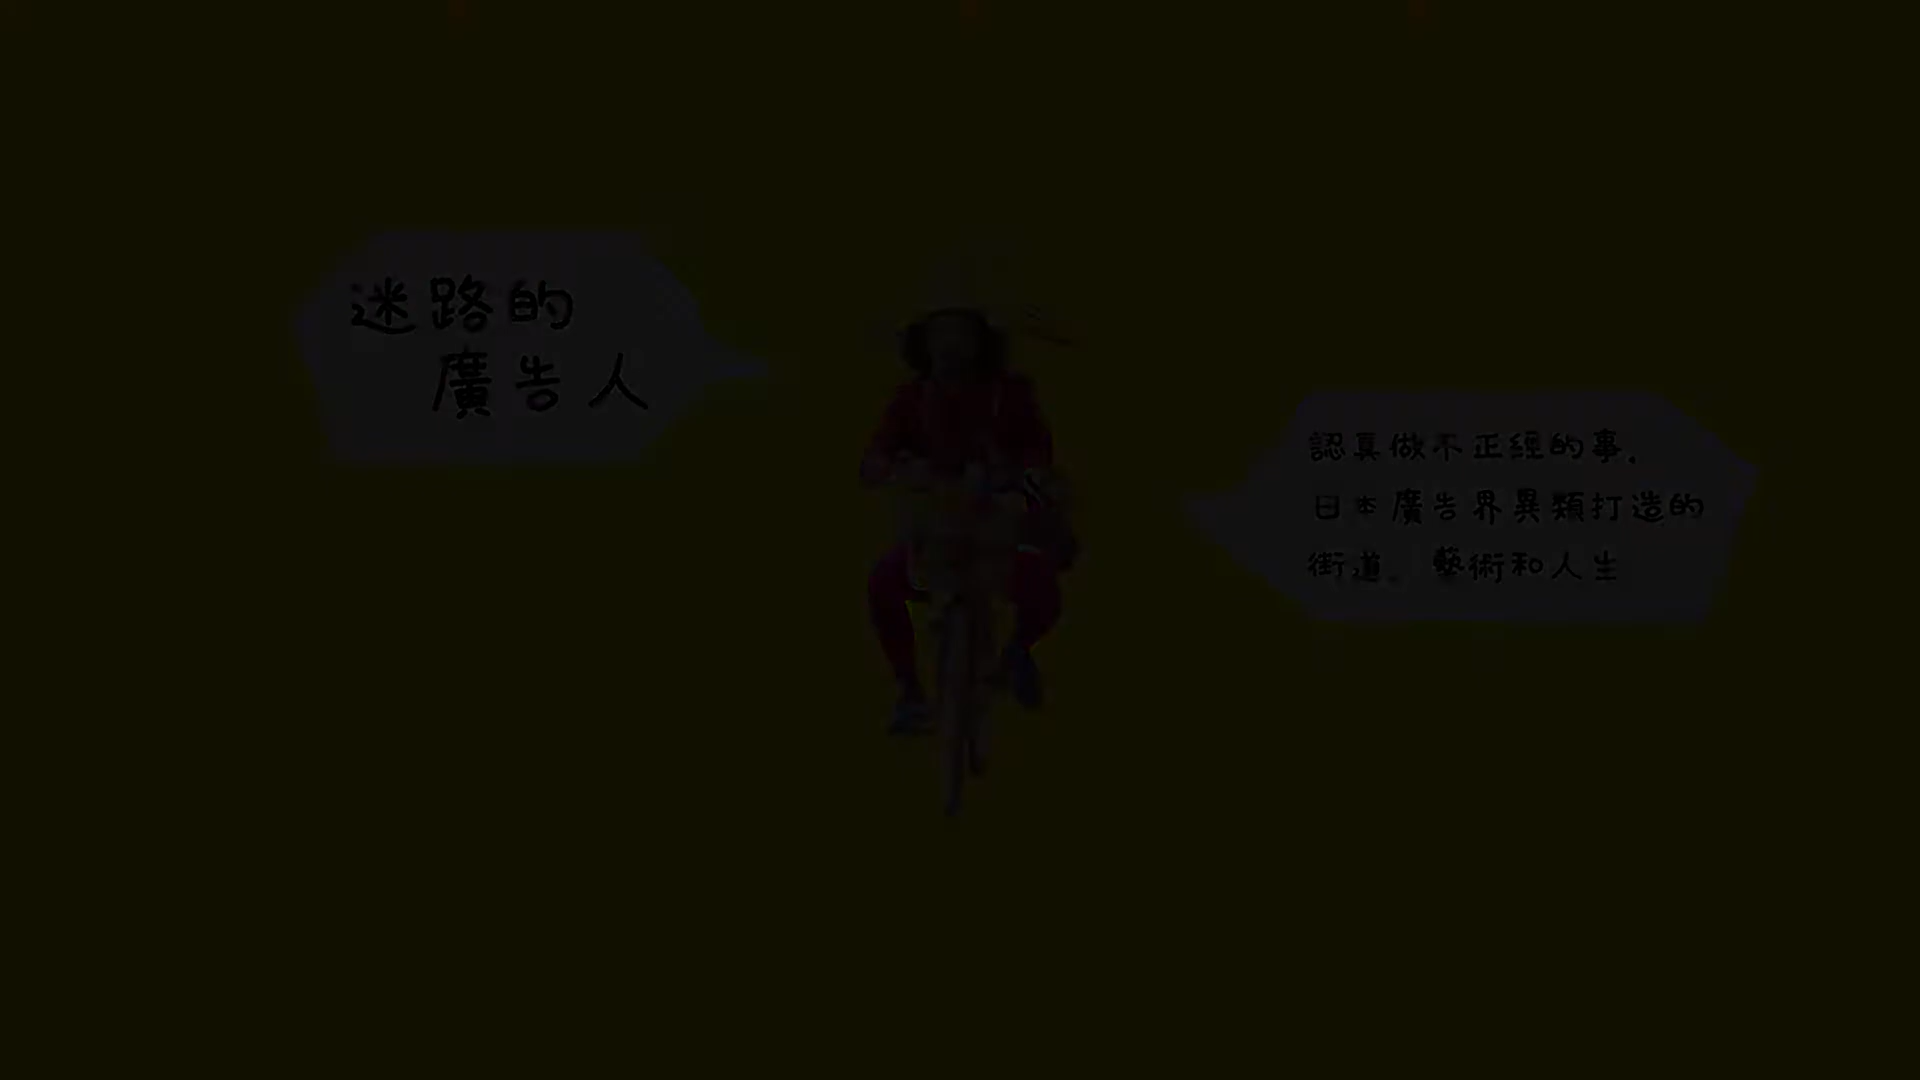 迷路的
廣告人
認真做不正經的事，
日本廣告界異類打造的
街道、藝術和人生